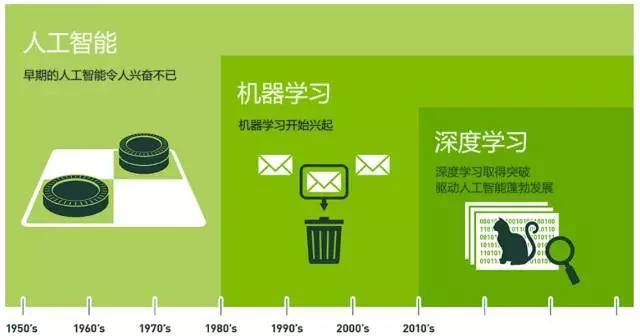 人工智能
早期的人工智能令人兴奋不已
机器学习
机器学习开始兴起
深度学习
深度学习取得突破
驱动人工智能蓬勃发展
1950's
1960's
1970's
1980's
1990's
2000's
2010's